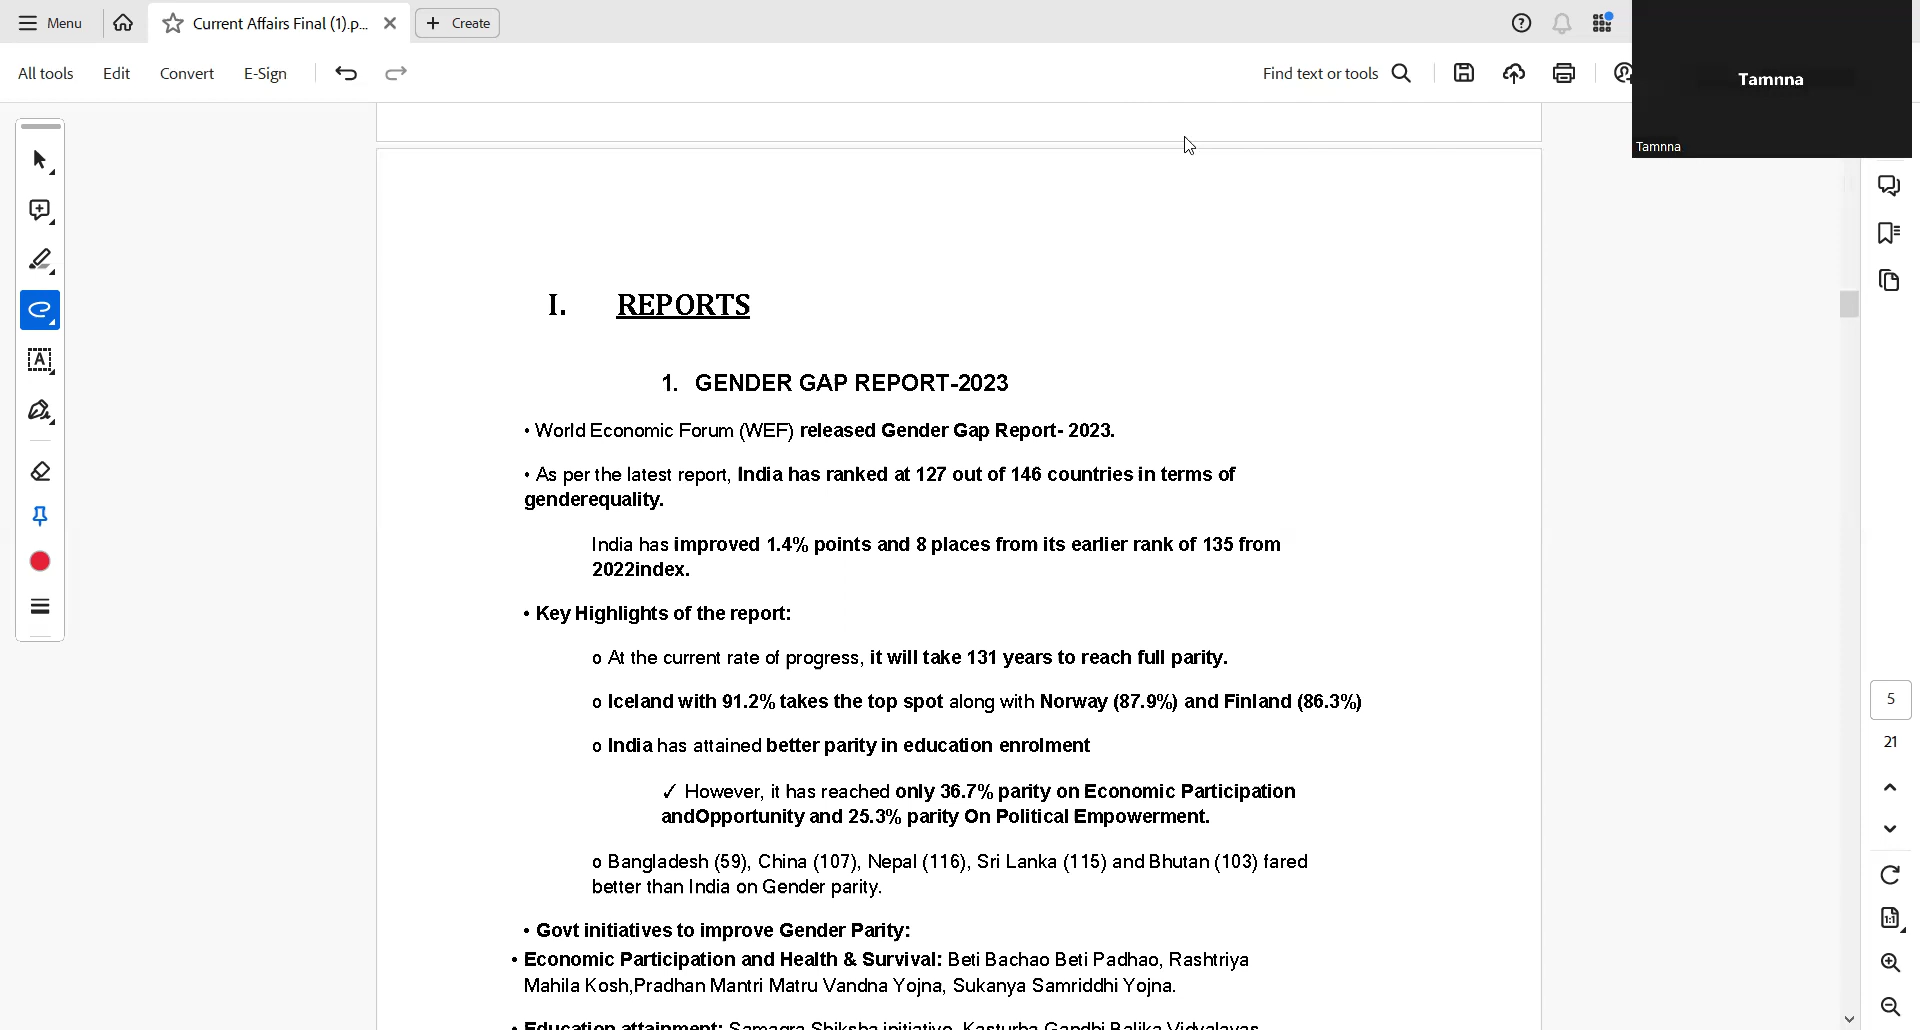 Menu
Current Affairs Final (1).p...
Create
All tools
Edit
Convert
E-Sign
Find text or tools
Tamnna
Tamnna
I. REPORTS
1. GENDER GAP REPORT-2023
• World Economic Forum (WEF) released Gender Gap Report- 2023.
• As per the latest report, India has ranked at 127 out of 146 countries in terms of
genderequality.
India has improved 1.4% points and 8 places from its earlier rank of 135 from
2022index.
• Key Highlights of the report:
o At the current rate of progress, it will take 131 years to reach full parity.
o Iceland with 91.2% takes the top spot along with Norway (87.9%) and Finland (86.3%)
o India has attained better parity in education enrolment
✓ However, it has reached only 36.7% parity on Economic Participation
andOpportunity and 25.3% parity On Political Empowerment.
o Bangladesh (59), China (107), Nepal (116), Sri Lanka (115) and Bhutan (103) fared
better than India on Gender parity.
• Govt initiatives to improve Gender Parity:
• Economic Participation and Health & Survival: Beti Bachao Beti Padhao, Rashtriya
Mahila Kosh,Pradhan Mantri Matru Vandna Yojna, Sukanya Samriddhi Yojna.
• Education attainment: Samagra Shiksha initiative, Kasturba Gandhi Balika Vidyalayas
5
21